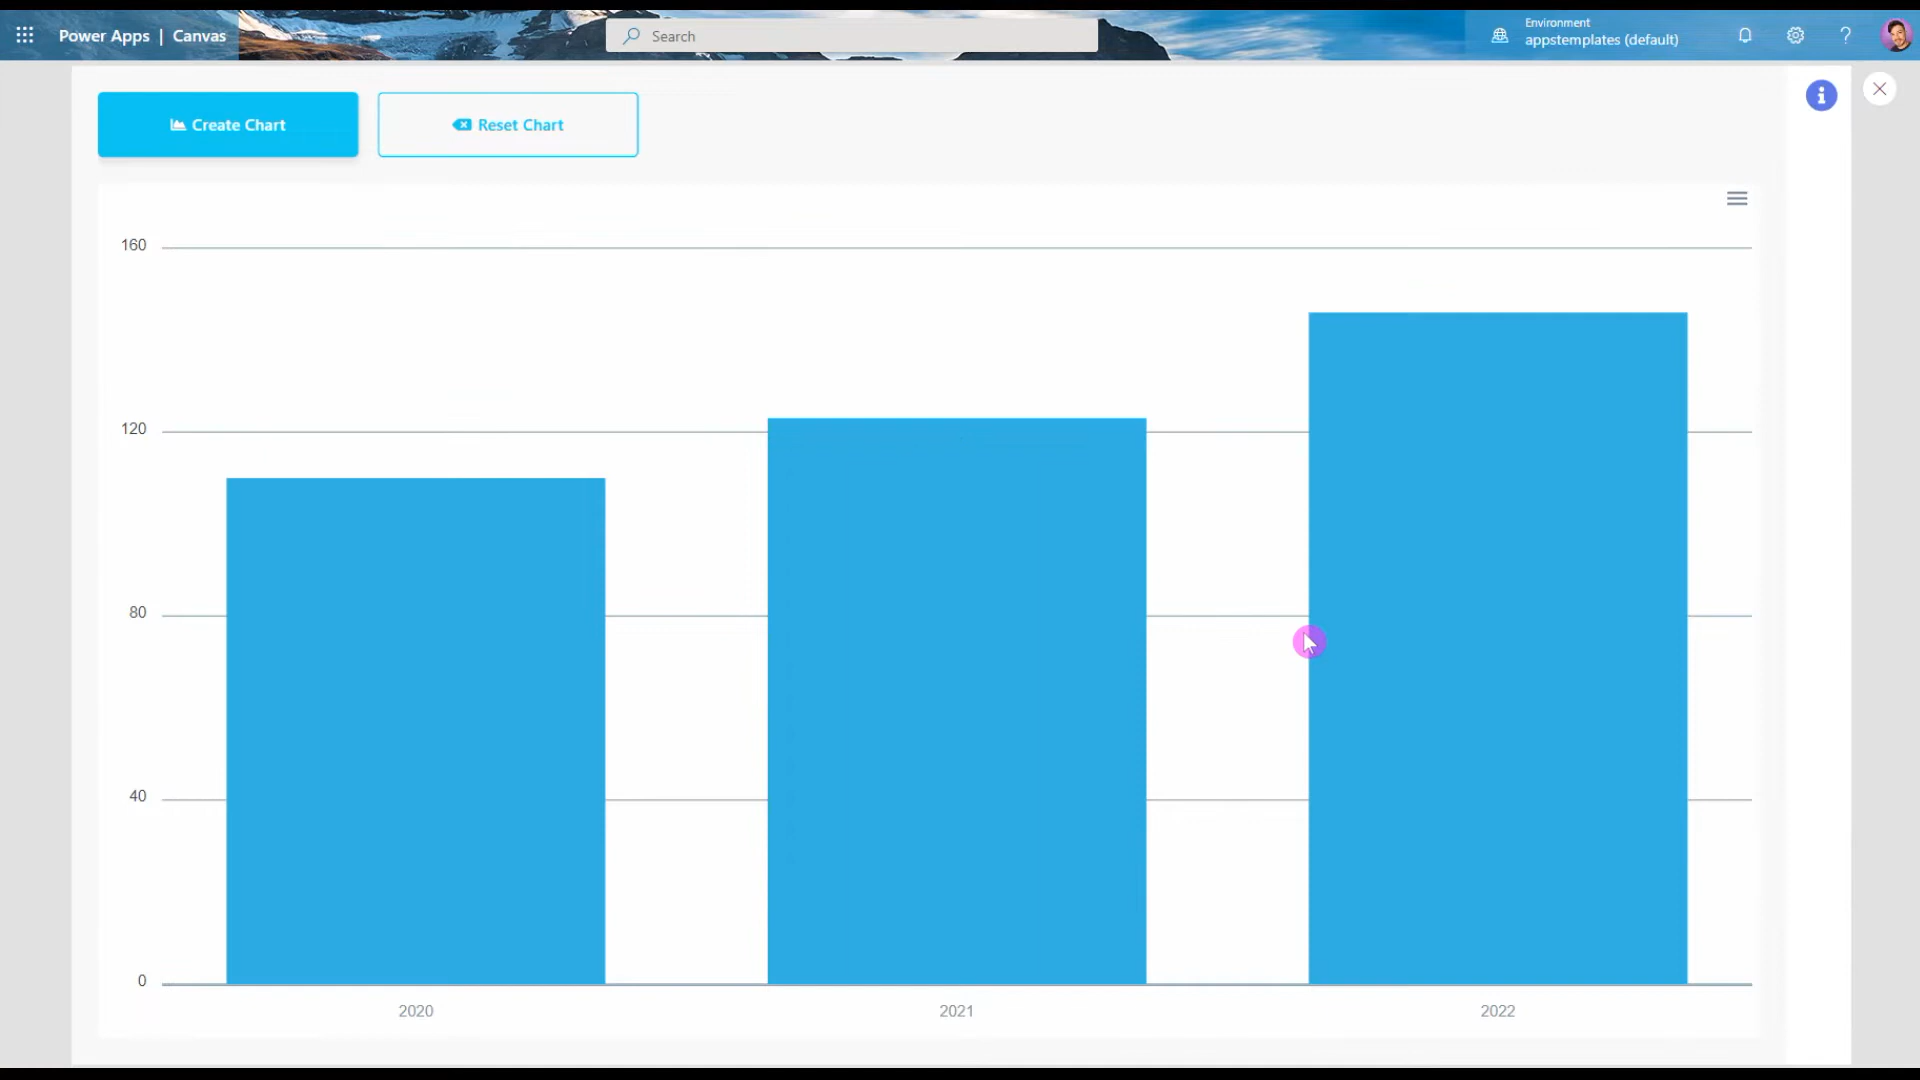 Power Apps | Canvas
Search
Environment
appstemplates (default)
?
Create Chart
Reset Chart
i
160
120
80
40
0
2020
2021
2022